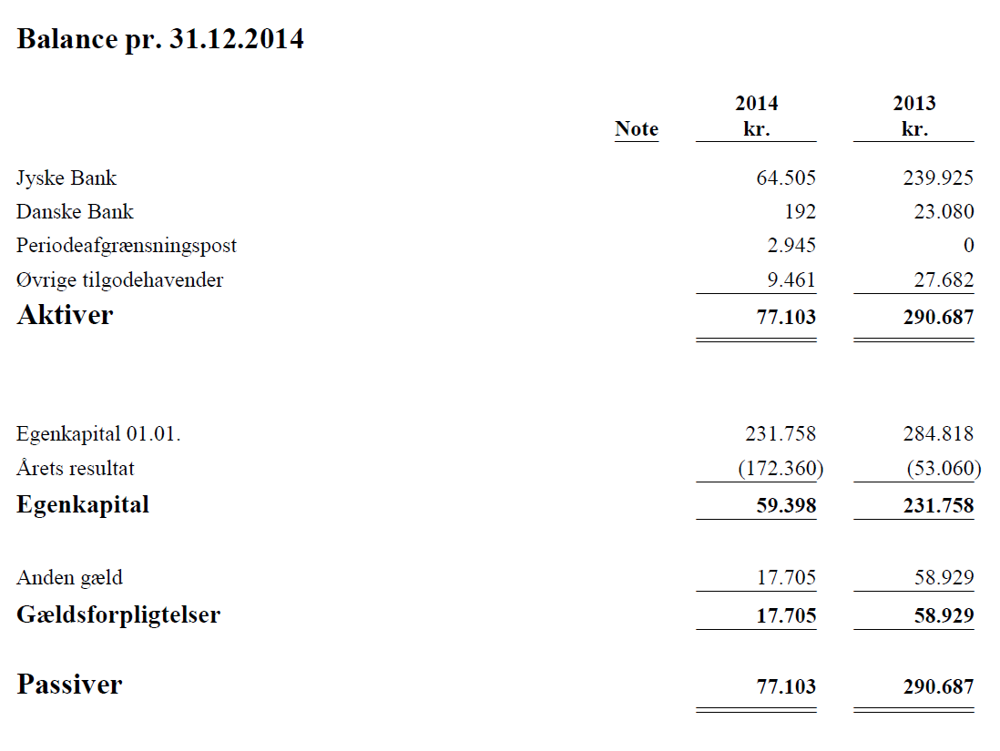 Balance pr. 31.12.2014
2014 2013
Note kr. kr.
Jyske Bank 64.505 239.925
Danske Bank 192 23.080
Periodeafgrænsningspost 2.945 0
Øvrige tilgodehavender 9.461 27.682
Aktiver 77.103 290.687
Egenkapital 01.01. 231.758 284.818
Årets resultat (172.360) (53.060)
Egenkapital 59.398 231.758
Anden gæld 17.705 58.929
Gældsforpligtelser 17.705 58.929
Passiver 77.103 290.687